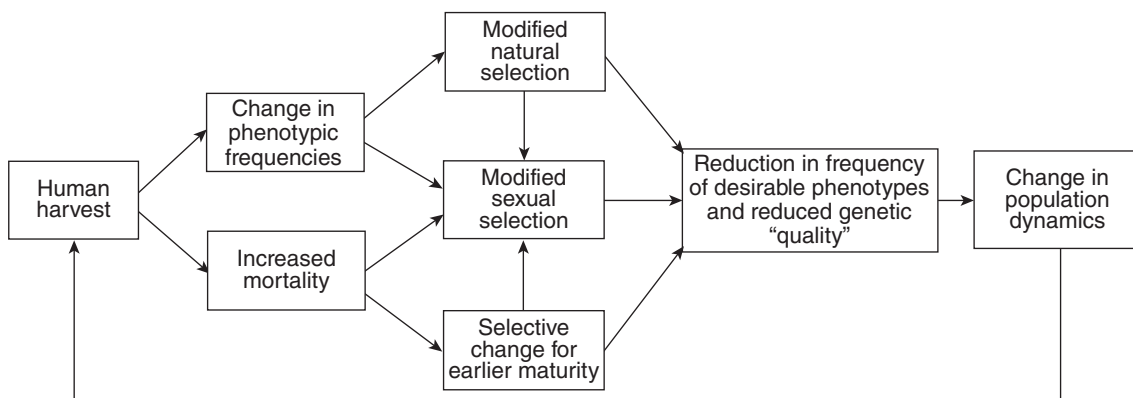 Human
harvest
Change in
phenotypic
frequencies
Increased
mortality
Modified
natural
selection
Modified
sexual
selection
Selective
change for
earlier maturity
Reduction in frequency
of desirable phenotypes
and reduced genetic
“quality”
Change in
population
dynamics